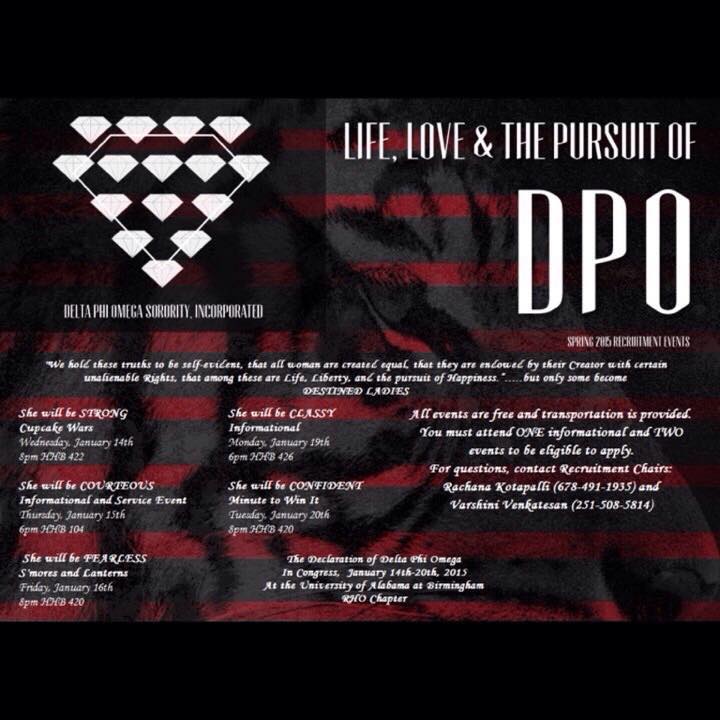 LIFE, LOVE & THE PURSUIT OF
DPO
DELTA PHI OMEGA SORORITY, INCORPORATED
SPRING 2015 RECRUITMENT EVENTS
"We hold these truths to be self-evident, that all woman are created equal, that they are endowed by their Creator with certain
unalienable Rights, that among these are Life, Liberty, and the pursuit of Happiness.".....but only some become
DESTINED LADIES
She will be STRONG
Cupcake Wars
Wednesday, January 14th
8pm HHB 422
She will be COURTEOUS
Informational and Service Event
Thursday, January 15th
6pm HHB 104
She will be FEARLESS
S'mores and Lanterns
Friday, January 16th
8pm HHB 420
She will be CLASSY
Informational
Monday, January 19th
6pm HHB 426
She will be CONFIDENT
Minute to Win It
Tuesday, January 20th
8pm HHB 420
All events are free and transportation is provided.
You must attend ONE informational and TWO
events to be eligible to apply.
For questions, contact Recruitment Chairs:
Rachana Kotapalli (678-491-1935) and
Varshini Venkatesan (251-508-5814)
The Declaration of Delta Phi Omega
In Congress, January 14th-20th, 2015
At the University of Alabama at Birmingham
RHO Chapter